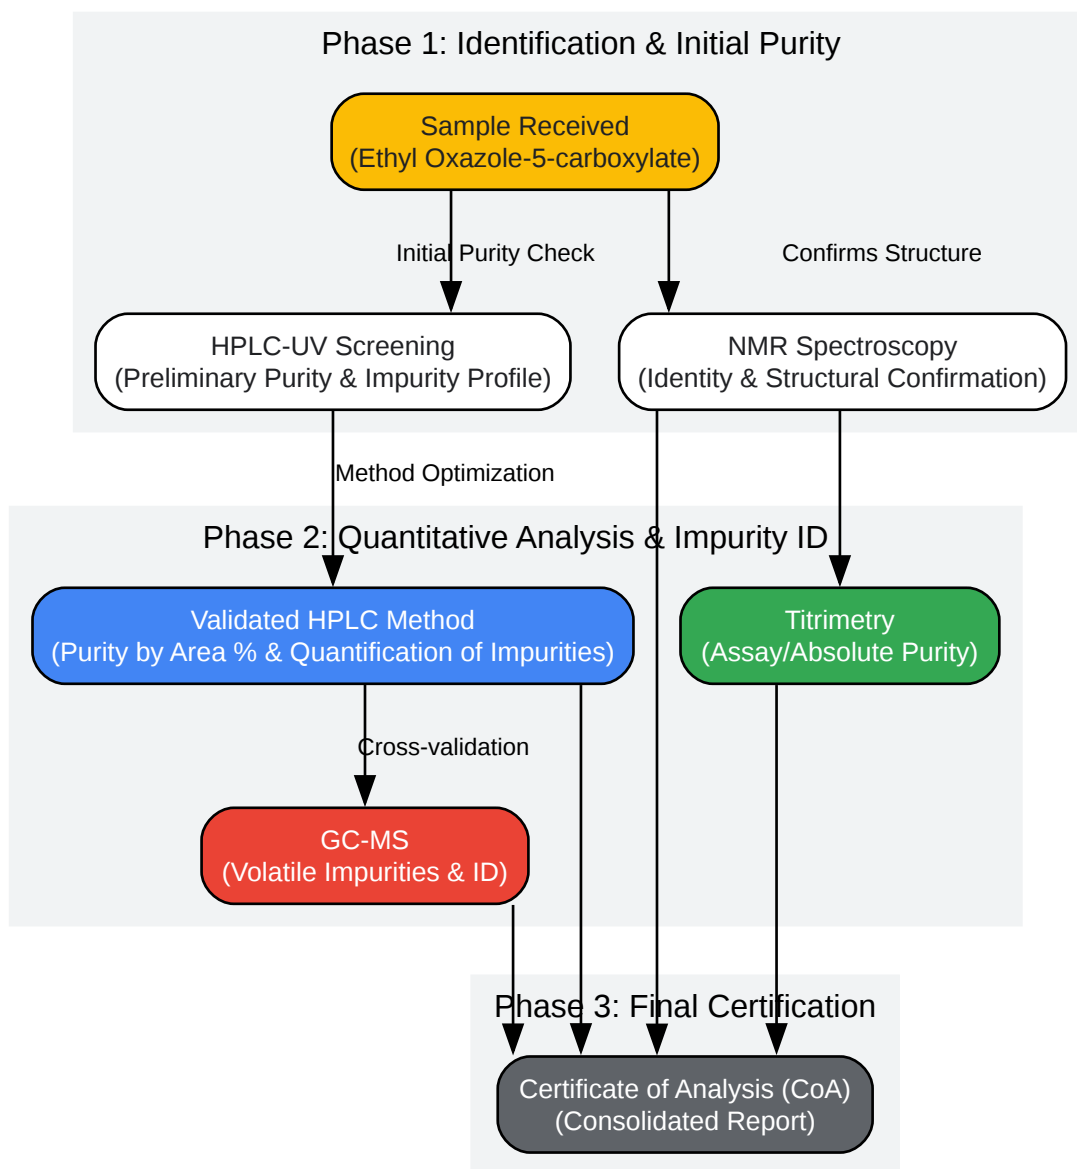 Phase 1: Identification & Initial Purity
Sample Received
(Ethyl Oxazole-5-carboxylate)
Initial Purity Check
Confirms Structure
HPLC-UV Screening
(Preliminary Purity & Impurity Profile)
NMR Spectroscopy
(Identity & Structural Confirmation)
Method Optimization
Phase 2: Quantitative Analysis & Impurity ID
Validated HPLC Method
(Purity by Area % & Quantification of Impurities)
Titrimetry
(Assay/Absolute Purity)
Cross-validation
GC-MS
(Volatile Impurities & ID)
Phase 3: Final Certification
Certificate of Analysis (CoA)
(Consolidated Report)